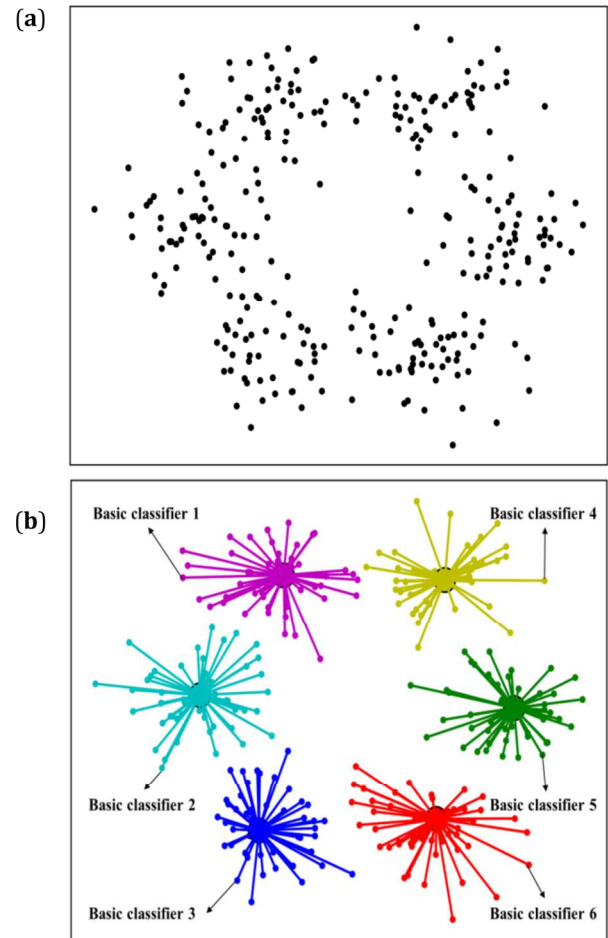 (a)
(b)
Basic classifier 1
Basic classifier 4
Basic classifier 2
Basic classifier 5
Basic classifier 3
Basic classifier 6